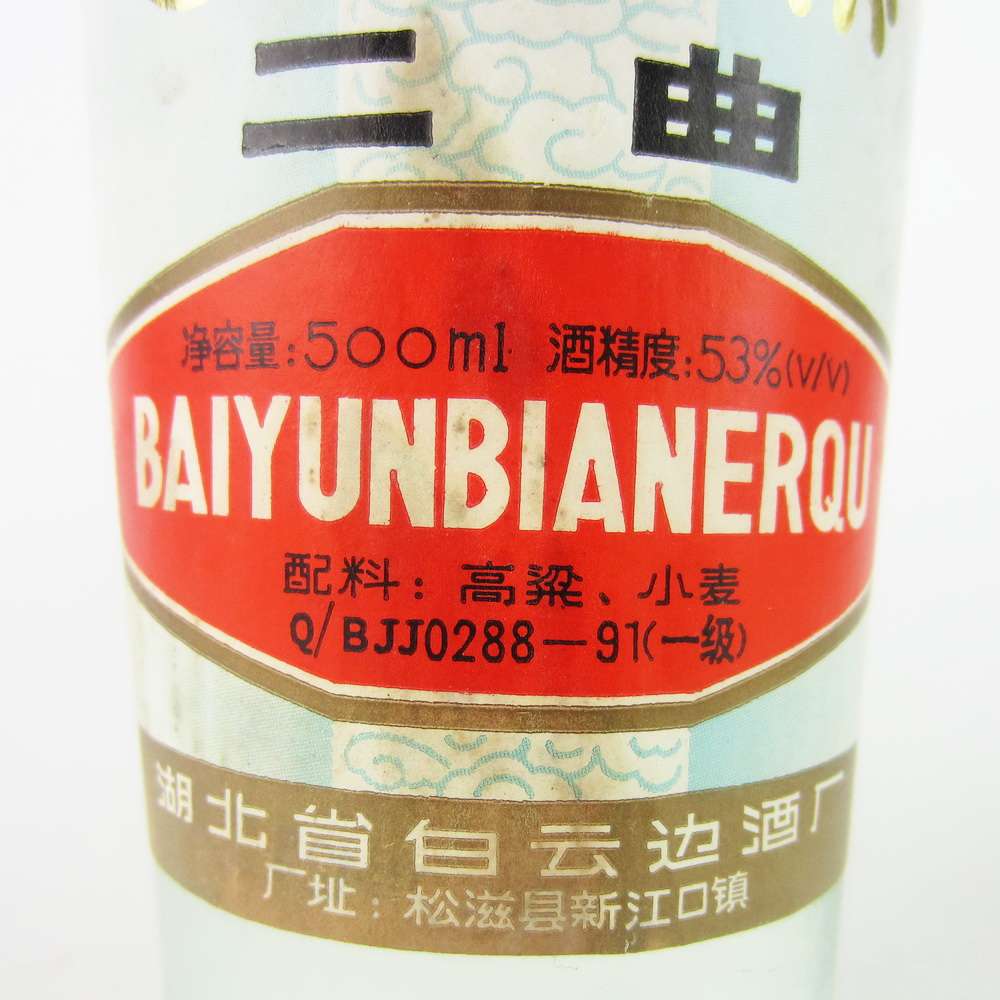 二曲
净容量:500ml 酒精度:53%(V/V)
BAIYUNBIANERQU
配料:高粱、小麦
Q/BJJ0288—91(一级)
湖北省白云边酒厂
厂址:松滋县新江口镇